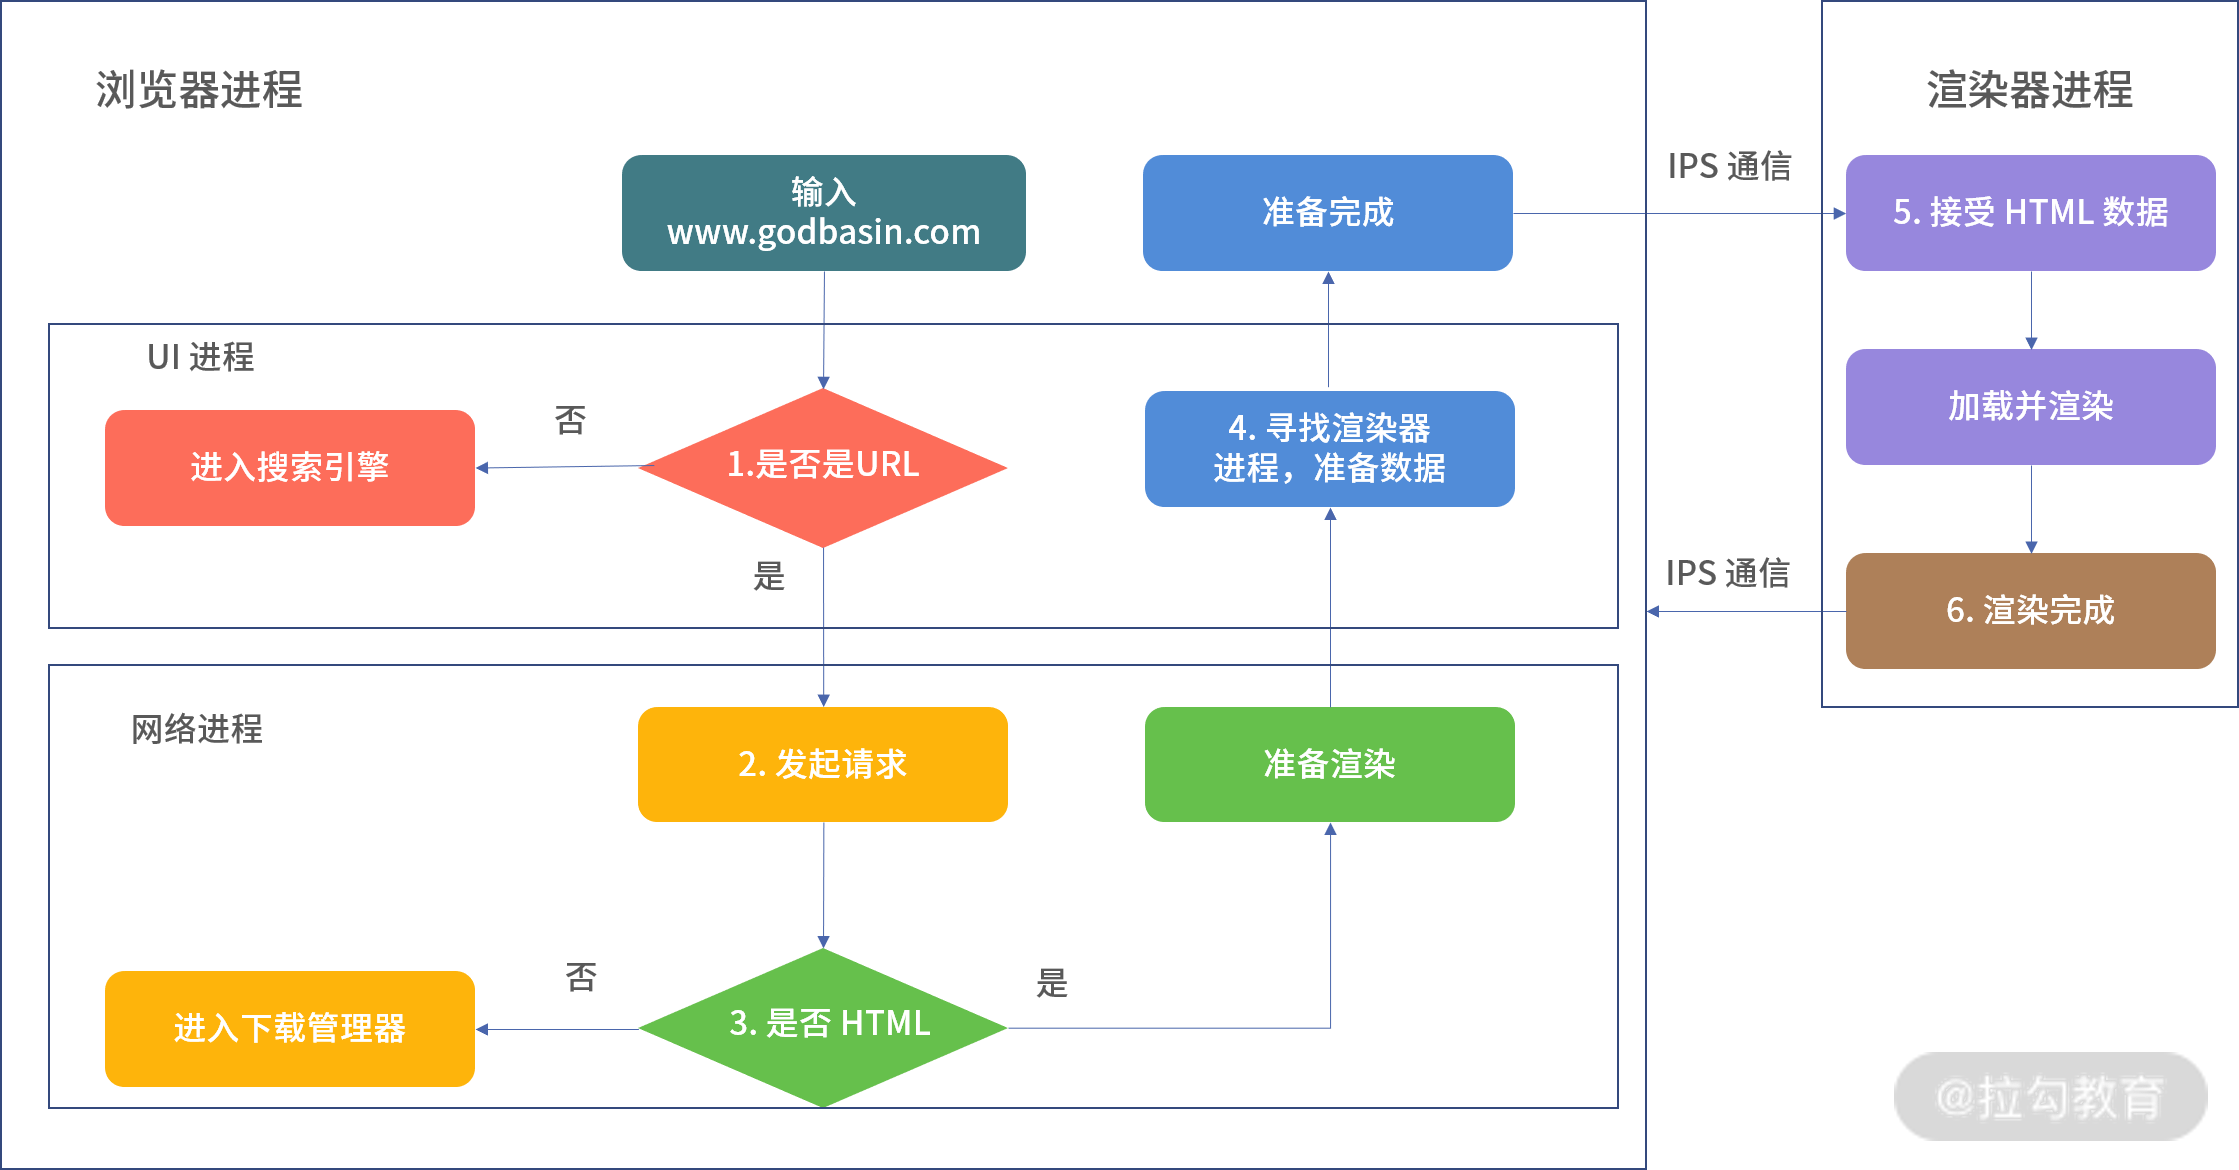 浏览器进程
渲染器进程
输入
www.godbasin.com
准备完成
IPS 通信
5. 接受 HTML 数据
UI 进程
否
进入搜索引擎
1.是否是URL
4. 寻找渲染器
进程，准备数据
加载并渲染
是
IPS 通信
6. 渲染完成
网络进程
2. 发起请求
准备渲染
否
是
进入下载管理器
3. 是否 HTML
@拉勾教育